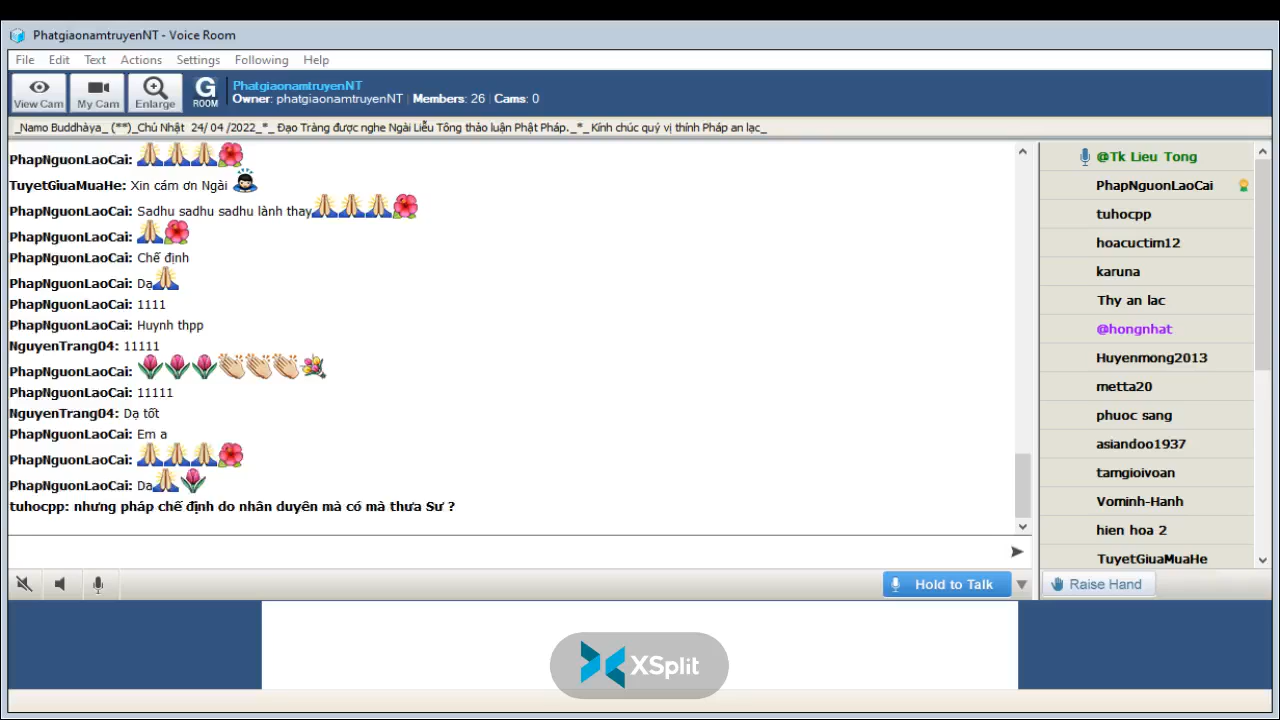 PhatgiaonamtruyenNT - Voice Room
File Edit Text Actions Settings Following Help
View Cam My Cam Enlarge G ROOM
PhatgiaonamtruyenNT
Owner: phatgiaonamtruyenNT | Members: 26 | Cams: 0
_Namo Buddhàya_ (**)_Chủ Nhật 24/ 04 /2022_*_ Đạo Tràng được nghe Ngài Liễu Tông thảo luận Phật Pháp._*_ Kính chúc quý vị thính Pháp an lạc_
PhapNguonLaoCai:
TuyetGiuaMuaHe: Xin cám ơn Ngài
PhapNguonLaoCai: Sadhu sadhu sadhu lành thay
PhapNguonLaoCai:
PhapNguonLaoCai: Chế định
PhapNguonLaoCai: Dạ
PhapNguonLaoCai: 1111
PhapNguonLaoCai: Huynh thpp
NguyenTrang04: 11111
PhapNguonLaoCai:
PhapNguonLaoCai: 11111
NguyenTrang04: Dạ tốt
PhapNguonLaoCai: Em a
PhapNguonLaoCai:
PhapNguonLaoCai: Dạ
tuhocpp: nhưng pháp chế định do nhân duyên mà có mà thưa Sư ?
@Tk Lieu Tong
PhapNguonLaoCai
tuhocpp
hoacuctim12
karuna
Thy an lac
@hongnhat
Huyenmong2013
metta20
phuoc sang
asiandoo1937
tamgioivoan
Vominh-Hanh
hien hoa 2
TuyetGiuaMuaHe
Hold to Talk
Raise Hand
XSplit